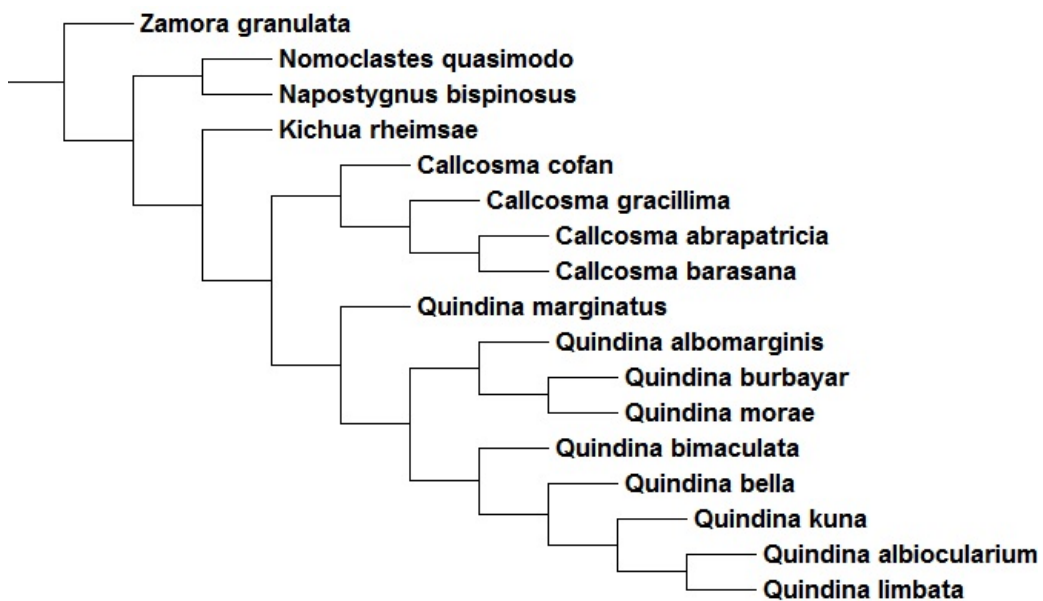 Zamora granulata
Nomoclastes quasimodo
Napostygnus bispinosus
Kichua rheimsae
Callcosma cofan
Callcosma gracillima
Callcosma abrapatricia
Callcosma barasana
Quindina marginatus
Quindina albomarginis
Quindina burbayar
Quindina morae
Quindina bimaculata
Quindina bella
Quindina kuna
Quindina albiocularium
Quindina limbata